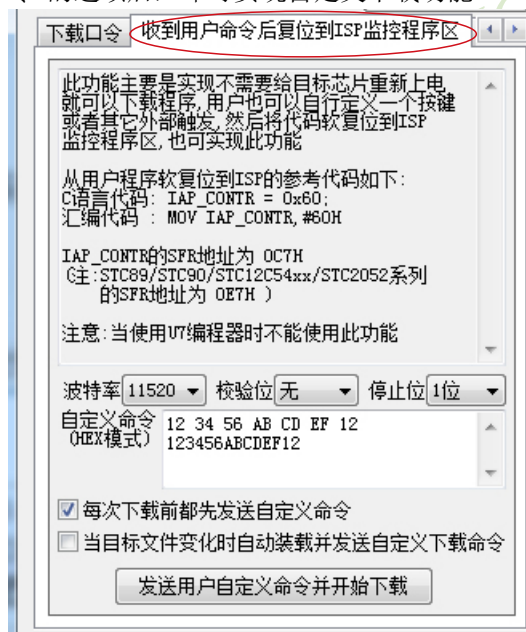 下载口令 收到用户命令后复位到ISP监控程序区
此功能主要是实现不需要给目标芯片重新上电
就可以下载程序,用户也可以自行定义一个按键
或者其它外部触发,然后将代码软复位到ISP
监控程序区,也可实现此功能
从用户程序软复位到ISP的参考代码如下:
C语言代码: IAP_CONTR = 0x60;
汇编代码 : MOV IAP_CONTR,#60H
IAP_CONTR的SFR地址为 0C7H
(注:STC89/STC90/STC12C54xx/STC2052系列
的SFR地址为 0E7H )
注意:当使用U7编程器时不能使用此功能
波特率 11520 校验位 无 停止位 1位
自定义命令 12 34 56 AB CD EF 12
(HEX模式) 123456ABCDEF12
每次下载前都先发送自定义命令
当目标文件变化时自动装载并发送自定义下载命令
发送用户自定义命令并开始下载